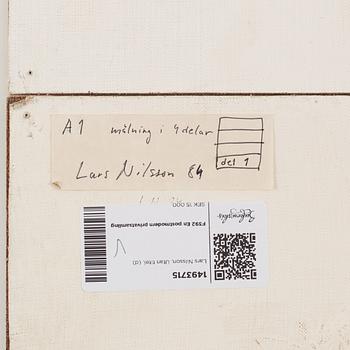 A1 målning i 4 delar
del 1
Lars Nilsson 84
Bukowskis
1493715
Lars Nilsson, Utan titel, (d)
F592 En postmodern privatsamling
SEK 15 000